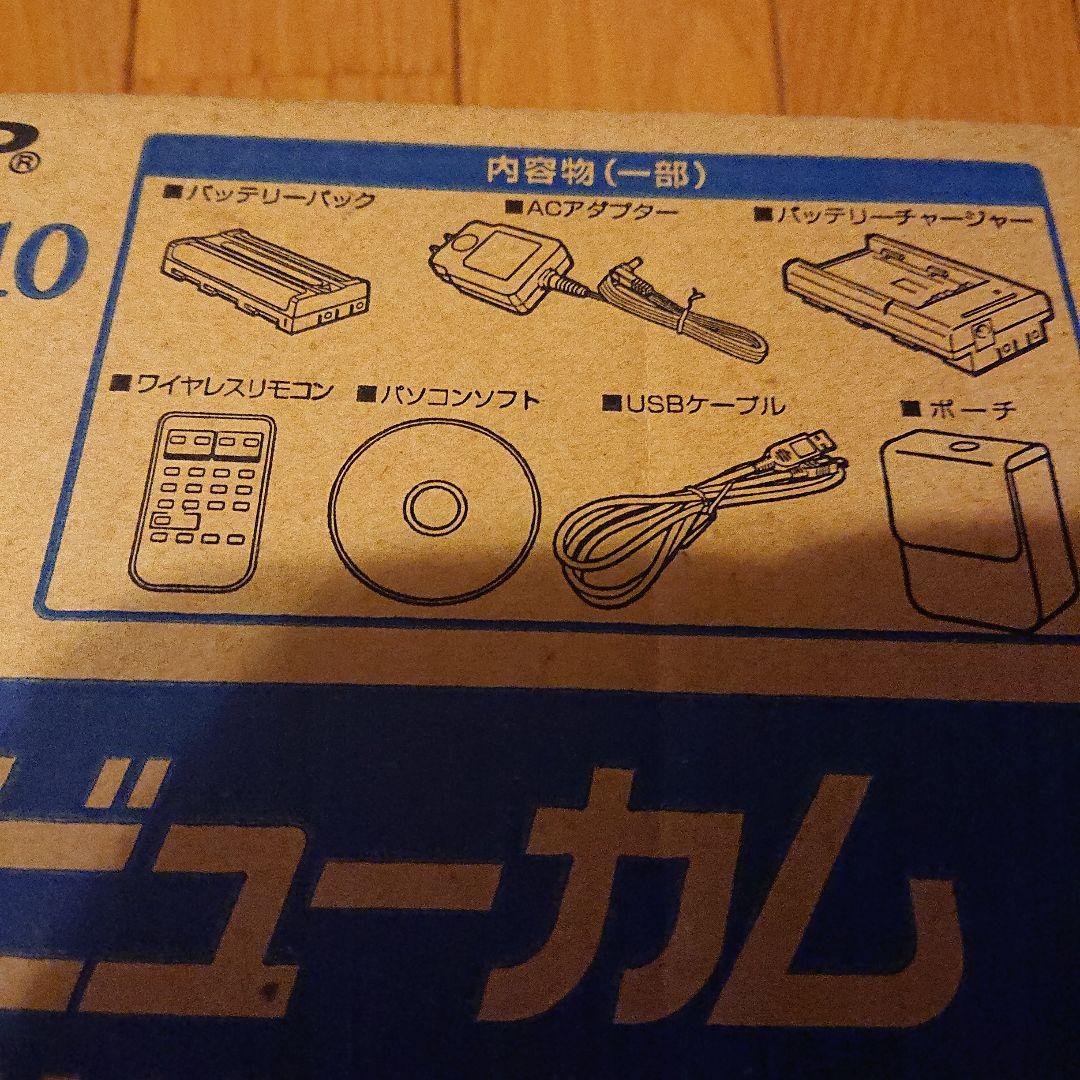 ®
内容物(一部)
■バッテリーパック ■ACアダプター ■バッテリーチャージャー
10
■ワイヤレスリモコン ■パソコンソフト ■USBケーブル ■ポーチ
ビューカム